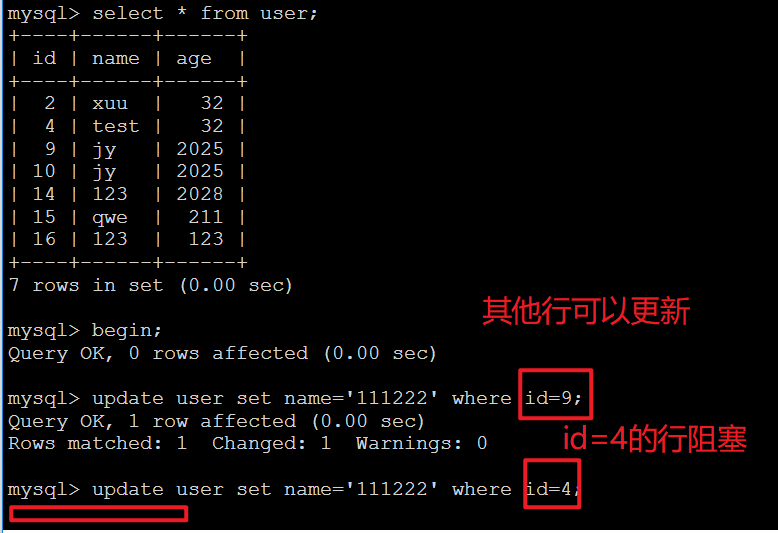 mysql> select * from user;
+----+------+------+
| id | name | age  |
+----+------+------+
|  2 | xuu  |   32 |
|  4 | test |   32 |
|  9 | jy   | 2025 |
| 10 | jy   | 2025 |
| 14 | 123  | 2028 |
| 15 | qwe  |  211 |
| 16 | 123  |  123 |
+----+------+------+
7 rows in set (0.00 sec)
其他行可以更新
mysql> begin;
Query OK, 0 rows affected (0.00 sec)
mysql> update user set name='111222' where id=9;
Query OK, 1 row affected (0.00 sec)
Rows matched: 1  Changed: 1  Warnings: 0
id=4的行阻塞
mysql> update user set name='111222' where id=4;